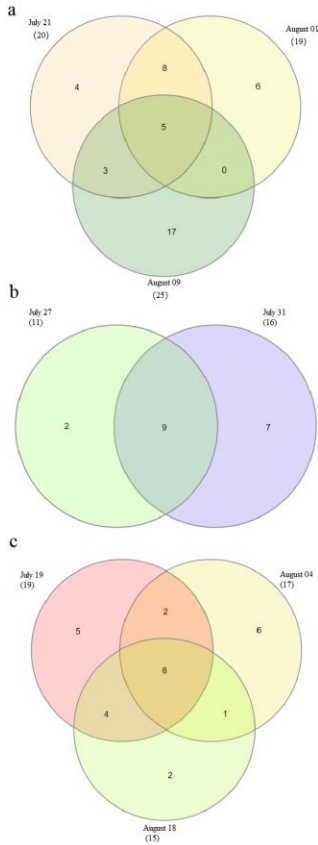 a
July 21
(20)
August 01
(19)
4
8
6
5
3
0
17
August 09
(25)
b
July 27
(11)
July 31
(16)
2
9
7
c
July 19
(19)
August 04
(17)
5
2
6
8
4
1
2
August 18
(15)